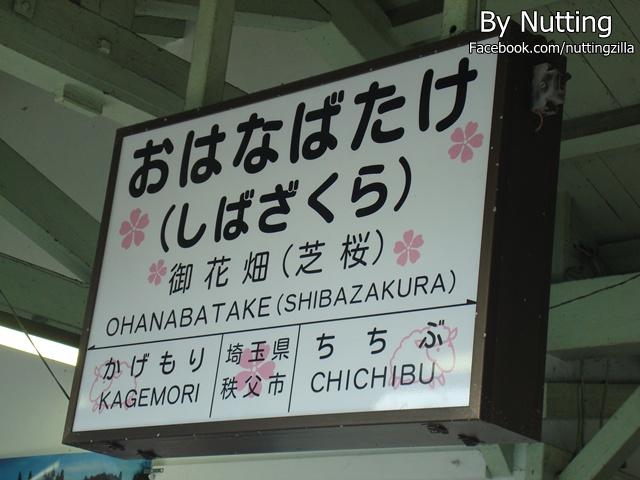 By Nutting
Facebook.com/nuttingzilla
おはなばたけ
(しばざくら)
御花畑(芝桜)
OHANABATAKE(SHIBAZAKURA)
かげもり
KAGEMORI
埼玉県
秩父市
ちちぶ
CHICHIBU